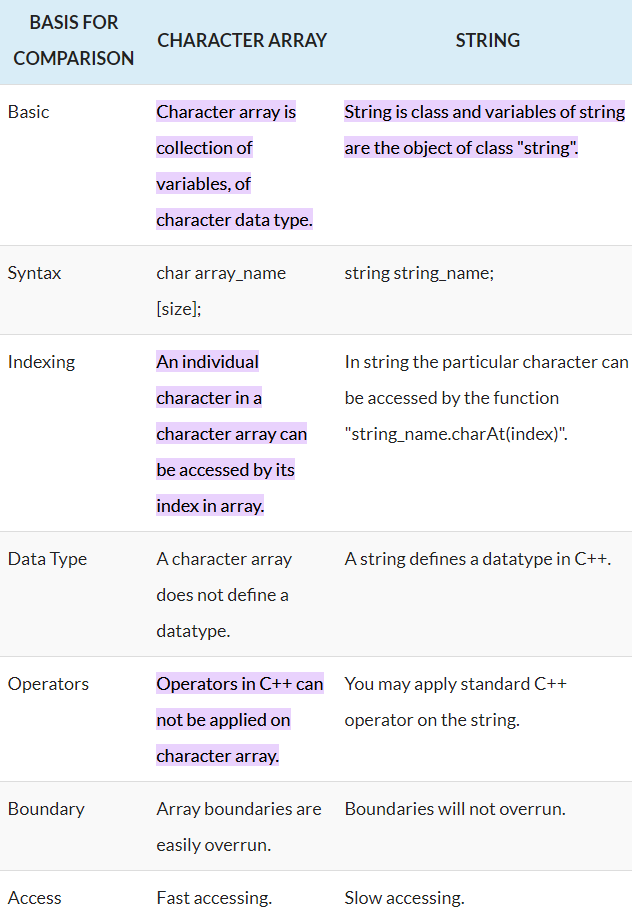 BASIS FOR
COMPARISON
CHARACTER ARRAY
STRING
Basic
Character array is
collection of
variables, of
character data type.
String is class and variables of string
are the object of class "string".
Syntax
char array_name
[size];
string string_name;
Indexing
An individual
character in a
character array can
be accessed by its
index in array.
In string the particular character can
be accessed by the function
"string_name.charAt(index)".
Data Type
A character array
does not define a
datatype.
A string defines a datatype in C++.
Operators
Operators in C++ can
not be applied on
character array.
You may apply standard C++
operator on the string.
Boundary
Array boundaries are
easily overrun.
Boundaries will not overrun.
Access
Fast accessing.
Slow accessing.